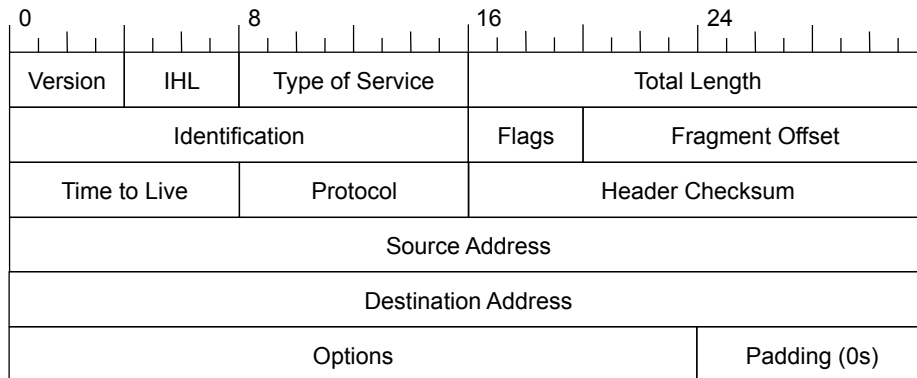 0 8 16 24
Version IHL Type of Service Total Length
Identification Flags Fragment Offset
Time to Live Protocol Header Checksum
Source Address
Destination Address
Options Padding (0s)